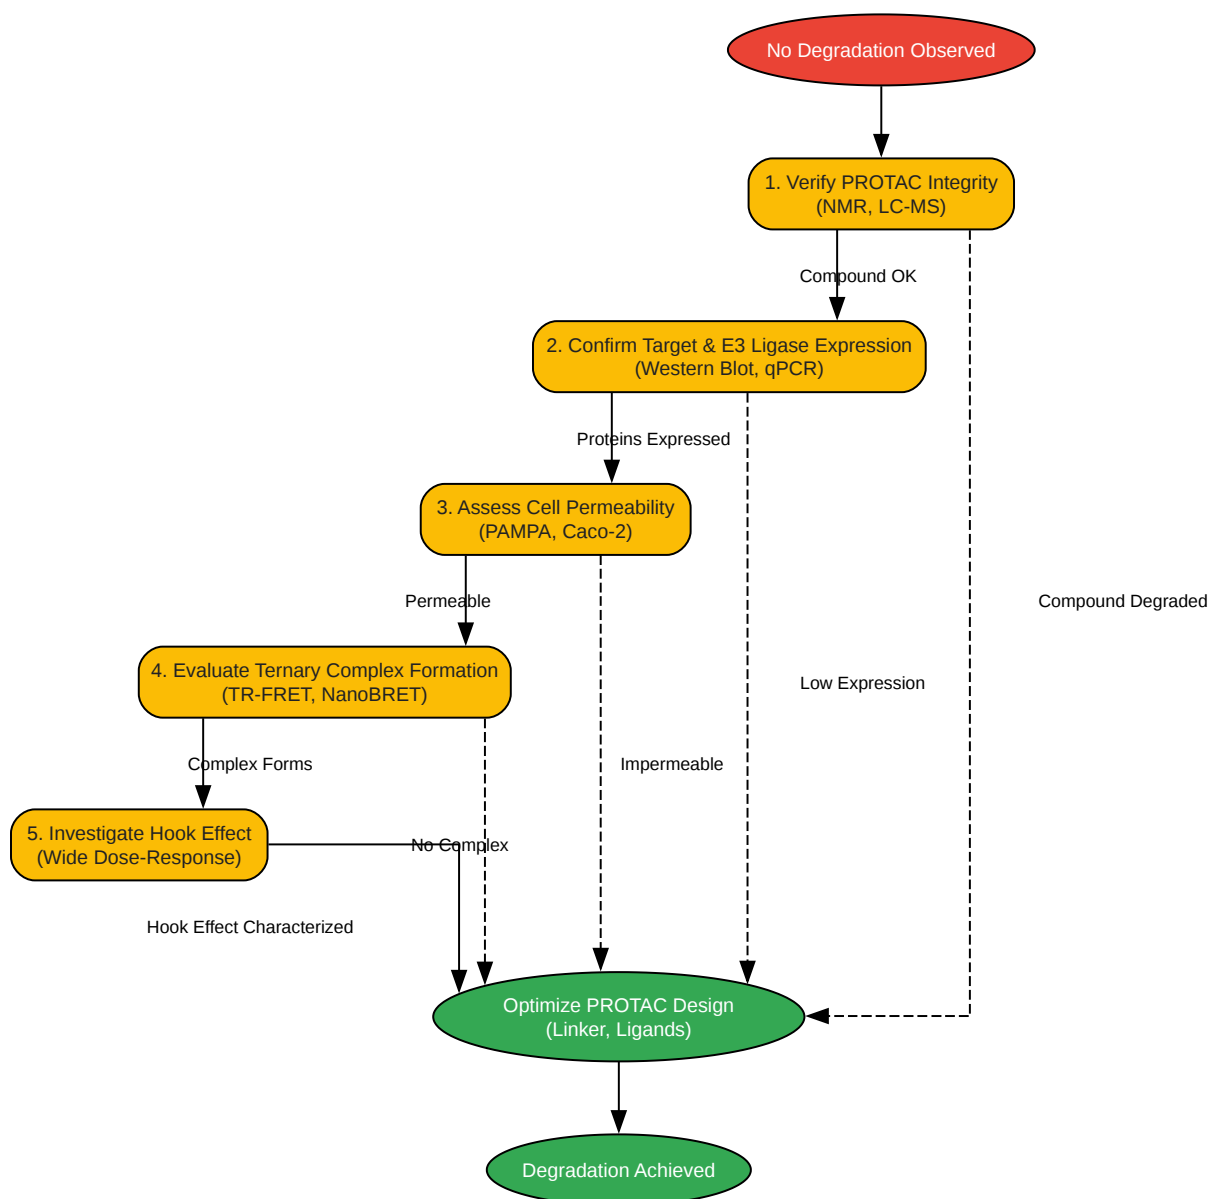 No Degradation Observed
1. Verify PROTAC Integrity
(NMR, LC-MS)
Compound OK
2. Confirm Target & E3 Ligase Expression
(Western Blot, qPCR)
Proteins Expressed
3. Assess Cell Permeability
(PAMPA, Caco-2)
Permeable
Compound Degraded
4. Evaluate Ternary Complex Formation
(TR-FRET, NanoBRET)
Low Expression
Complex Forms
Impermeable
5. Investigate Hook Effect
(Wide Dose-Response)
No Complex
Hook Effect Characterized
Optimize PROTAC Design
(Linker, Ligands)
Degradation Achieved